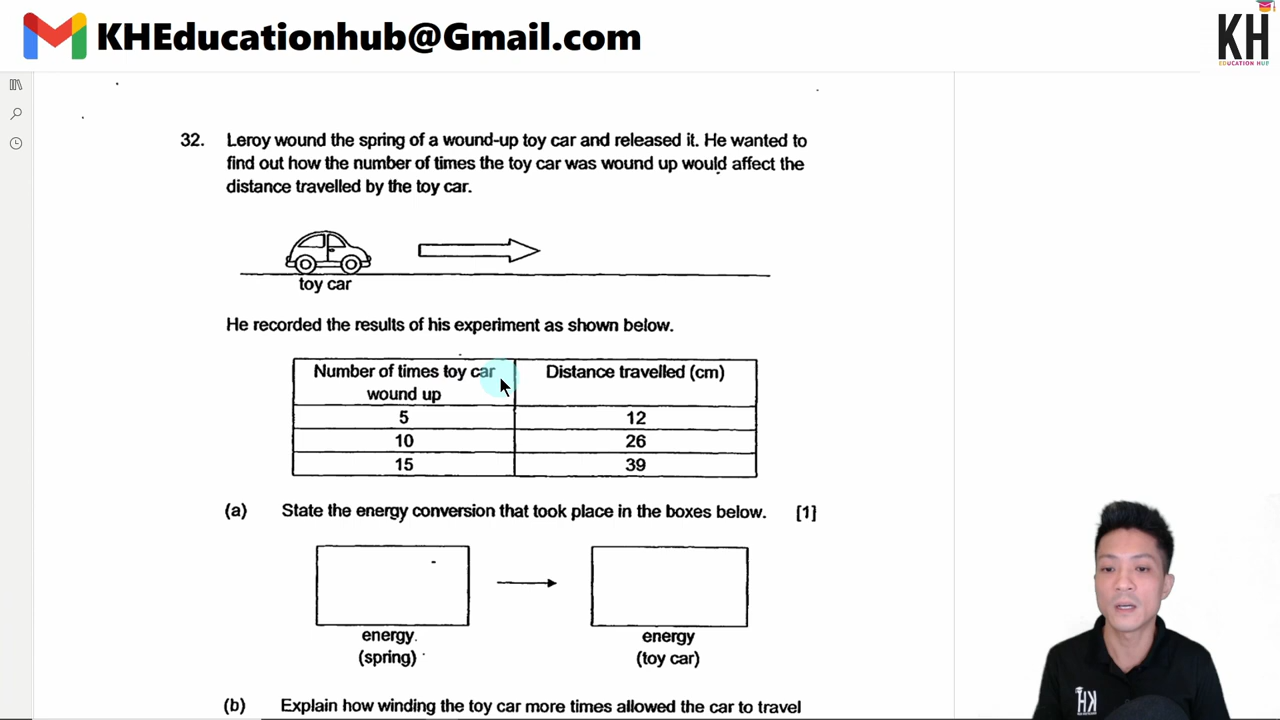 KHEducationhub@Gmail.com
KH
EDUCATION HUB
32. Leroy wound the spring of a wound-up toy car and released it. He wanted to
find out how the number of times the toy car was wound up would affect the
distance travelled by the toy car.
toy car
He recorded the results of his experiment as shown below.
Number of times toy car wound up Distance travelled (cm)
5 12
10 26
15 39
(a) State the energy conversion that took place in the boxes below. [1]
energy energy
(spring) (toy car)
(b) Explain how winding the toy car more times allowed the car to travel
KH